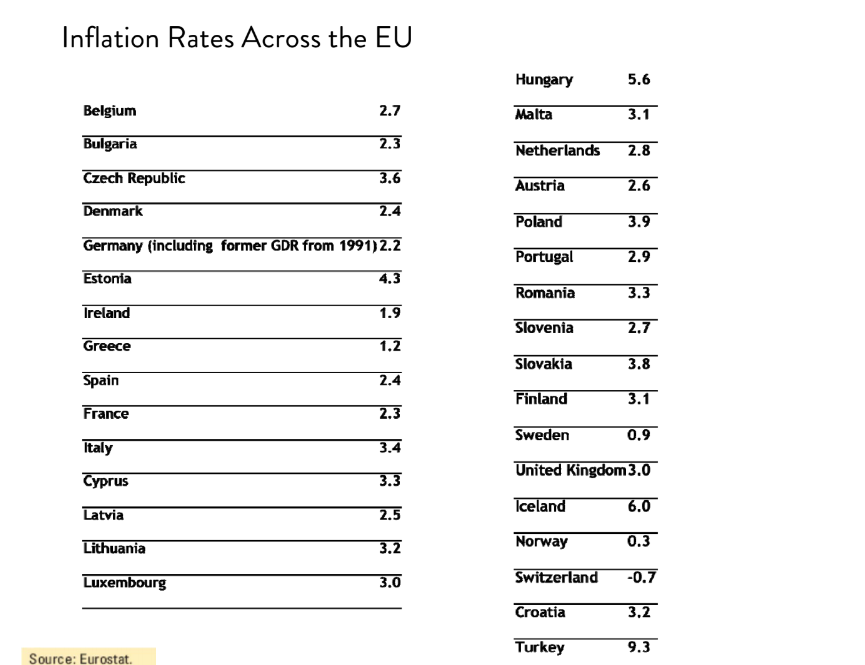 Inflation Rates Across the EU
Belgium 2.7
Bulgaria 2.3
Czech Republic 3.6
Denmark 2.4
Germany (including former GDR from 1991) 2.2
Estonia 4.3
Ireland 1.9
Greece 1.2
Spain 2.4
France 2.3
Italy 3.4
Cyprus 3.3
Latvia 2.5
Lithuania 3.2
Luxembourg 3.0
Hungary 5.6
Malta 3.1
Netherlands 2.8
Austria 2.6
Poland 3.9
Portugal 2.9
Romania 3.3
Slovenia 2.7
Slovakia 3.8
Finland 3.1
Sweden 0.9
United Kingdom 3.0
Iceland 6.0
Norway 0.3
Switzerland -0.7
Croatia 3.2
Turkey 9.3
Source: Eurostat.